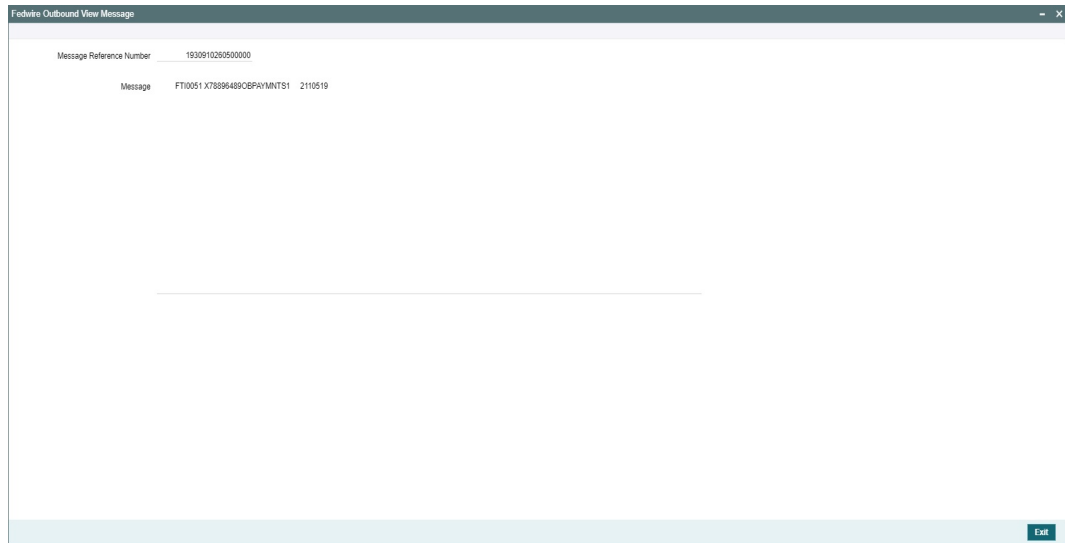 Fedwire Outbound View Message
Message Reference Number 1930910260500000
Message FTI0051 X78896489OBPAYMNTS1 2110519
Exit